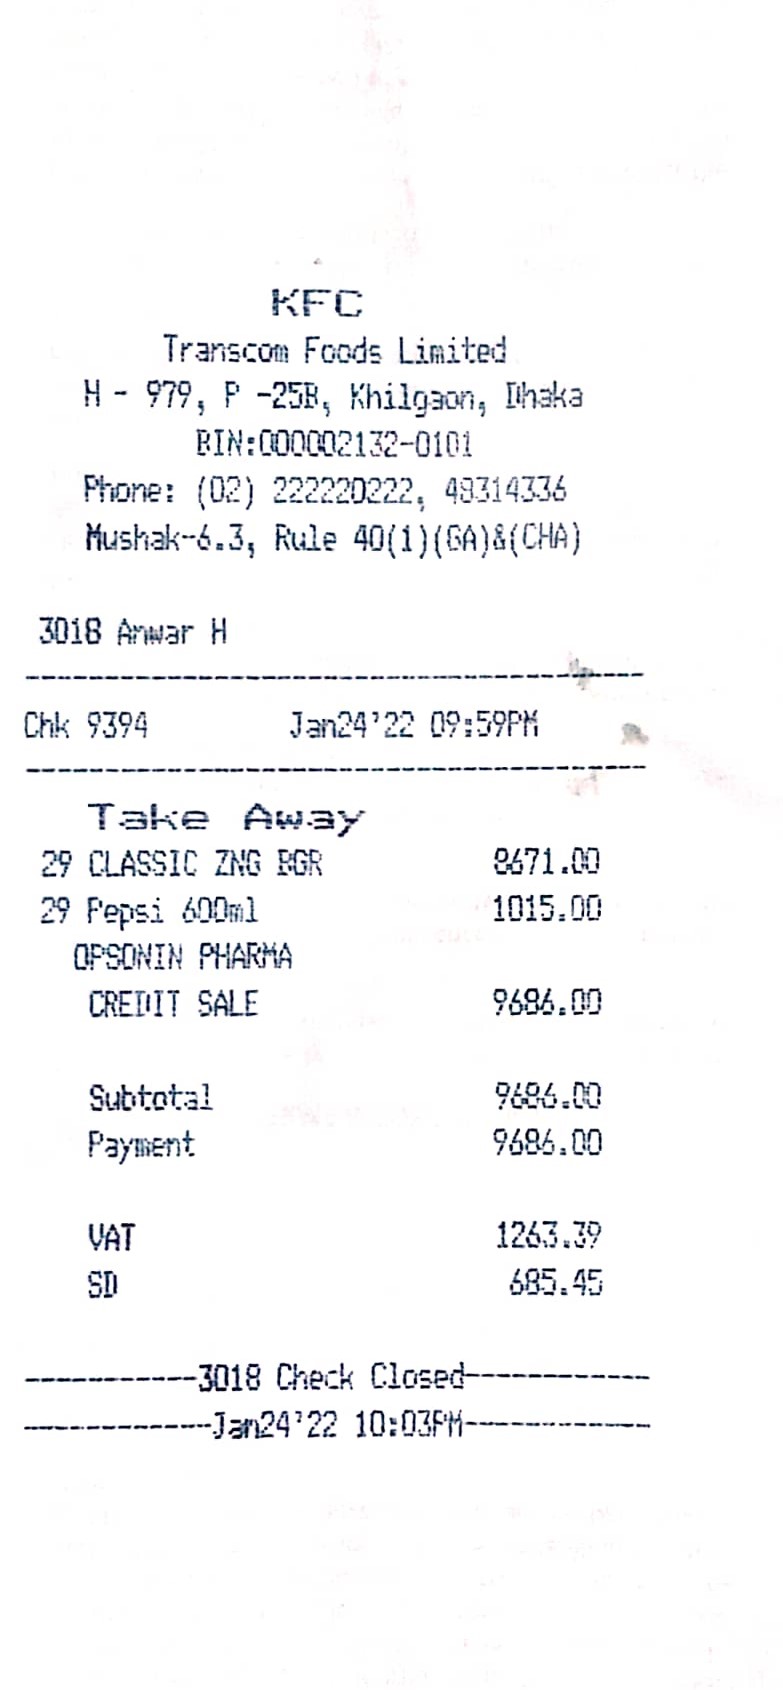 KFC
Transcom Foods Limited
H - 979, P -25B, Khilgaon, Dhaka
BIN:000002132-0101
Phone: (02) 222220222, 48314336
Mushak-6.3, Rule 40(1)(GA)&(CHA)
3018 Anwar H
----------------------------------------
Chk 9394 Jan24'22 09:59PM
----------------------------------------
Take Away
29 CLASSIC ZNG BGR 8671.00
29 Pepsi 600ml 1015.00
OPSONIN PHARMA
CREDIT SALE 9686.00
Subtotal 9686.00
Payment 9686.00
VAT 1263.39
SD 685.45
-----------3018 Check Closed------------
------------Jan24'22 10:03PM------------